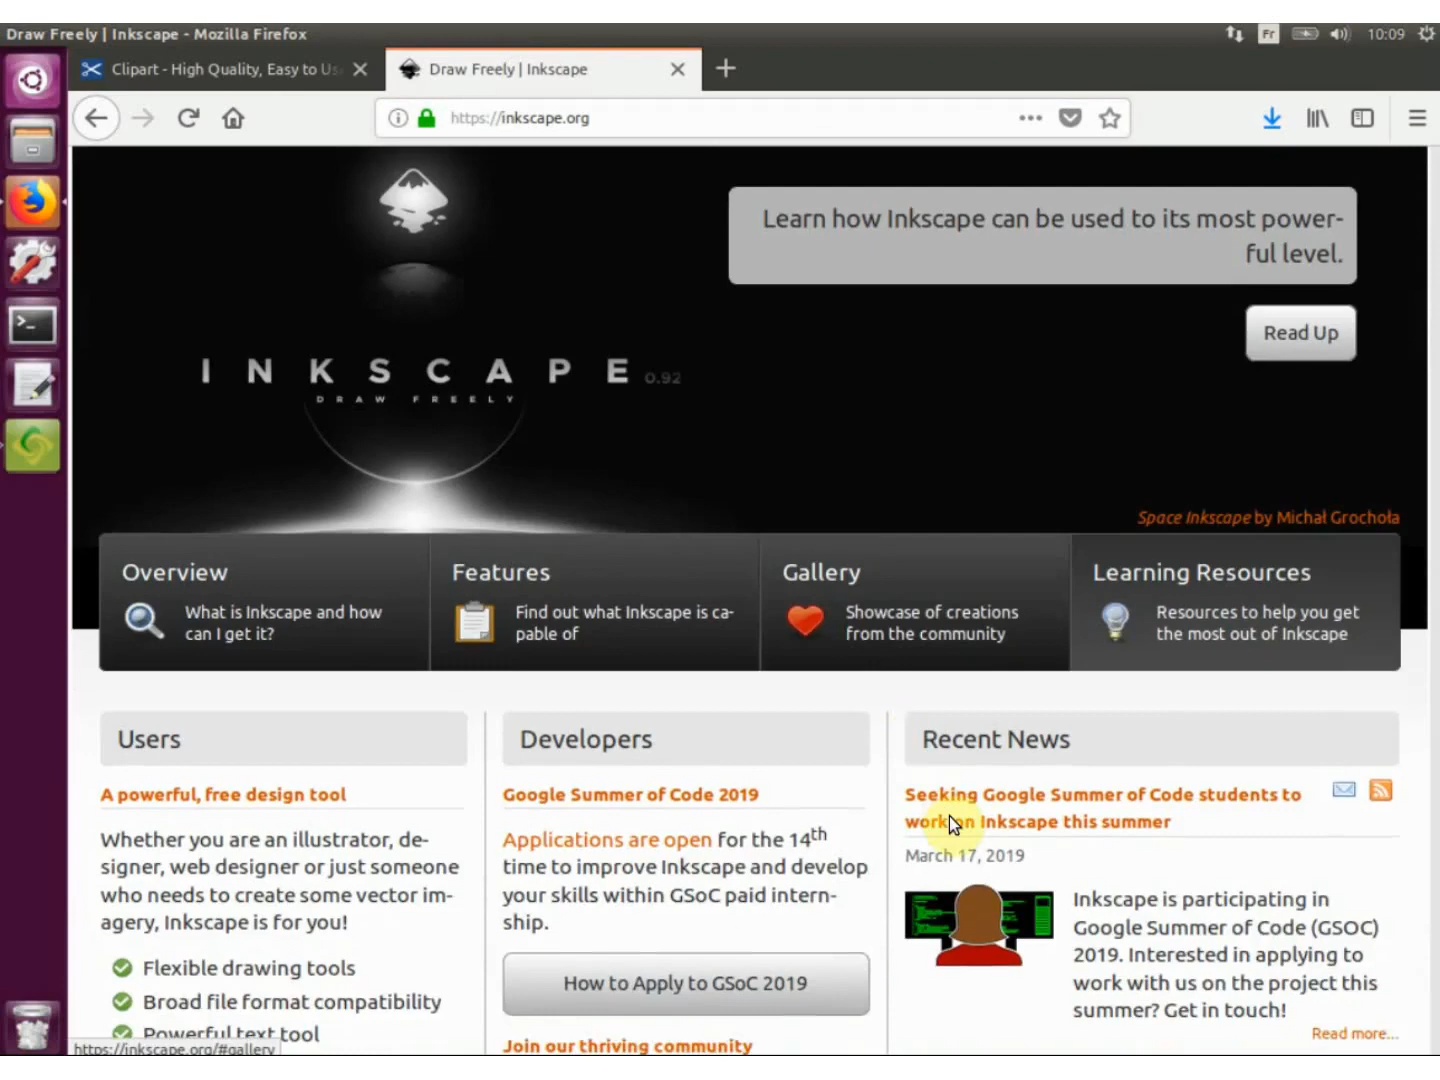 Draw Freely | Inkscape - Mozilla Firefox
Fr
10:09
Clipart - High Quality, Easy to Us
Draw Freely | Inkscape
https://inkscape.org
Learn how Inkscape can be used to its most power-
ful level.
Read Up
INKSCAPE 0.92
DRAW FREELY
Space Inkscape by Michał Grochoła
Overview
What is Inkscape and how
can I get it?
Features
Find out what Inkscape is ca-
pable of
Gallery
Showcase of creations
from the community
Learning Resources
Resources to help you get
the most out of Inkscape
Users
A powerful, free design tool
Whether you are an illustrator, de-
signer, web designer or just someone
who needs to create some vector im-
agery, Inkscape is for you!
Flexible drawing tools
Broad file format compatibility
Powerful text tool
Developers
Google Summer of Code 2019
Applications are open for the 14th
time to improve Inkscape and develop
your skills within GSoC paid intern-
ship.
How to Apply to GSoC 2019
Join our thriving community
Recent News
Seeking Google Summer of Code students to
work on Inkscape this summer
March 17, 2019
Inkscape is participating in
Google Summer of Code (GSOC)
2019. Interested in applying to
work with us on the project this
summer? Get in touch!
Read more...
https://inkscape.org/#gallery